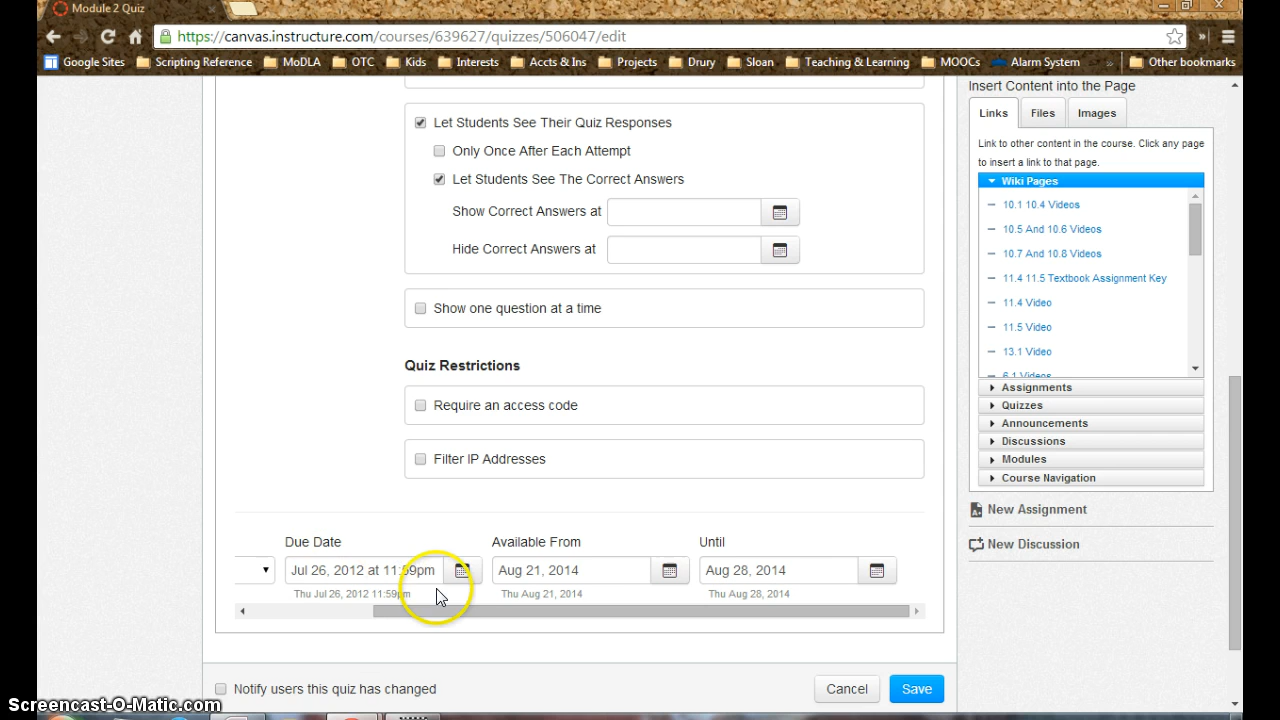 Module 2 Quiz
https://canvas.instructure.com/courses/639627/quizzes/506047/edit
Google Sites Scripting Reference MoDLA OTC Kids Interests Accts & Ins Projects Drury Sloan Teaching & Learning MOOCs Alarm System » Other bookmarks
Insert Content into the Page
Links Files Images
Link to other content in the course. Click any page
to insert a link to that page.
Wiki Pages
10.1 10.4 Videos
10.5 And 10.6 Videos
10.7 And 10.8 Videos
11.4 11.5 Textbook Assignment Key
11.4 Video
11.5 Video
13.1 Video
6.1 Videos
Assignments
Quizzes
Announcements
Discussions
Modules
Course Navigation
New Assignment
New Discussion
Let Students See Their Quiz Responses
Only Once After Each Attempt
Let Students See The Correct Answers
Show Correct Answers at
Hide Correct Answers at
Show one question at a time
Quiz Restrictions
Require an access code
Filter IP Addresses
Due Date Available From Until
Jul 26, 2012 at 11:59pm Aug 21, 2014 Aug 28, 2014
Thu Jul 26, 2012 11:59pm Thu Aug 21, 2014 Thu Aug 28, 2014
Notify users this quiz has changed Cancel Save
Screencast-O-Matic.com